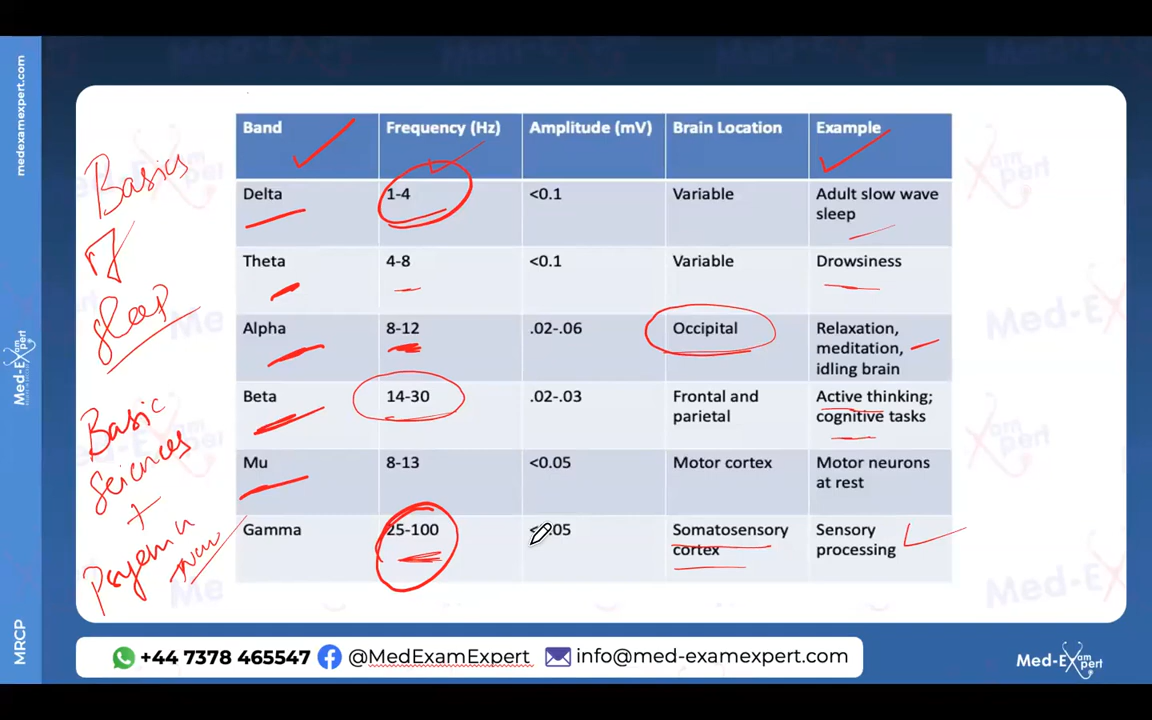 medexamexpert.com
Med-Exam Expert
MRCP
Basics
of
sleep
Basic
Sciences
+
Band Frequency (Hz) Amplitude (mV) Brain Location Example
Delta 1-4 <0.1 Variable Adult slow wave
sleep
Theta 4-8 <0.1 Variable Drowsiness
Alpha 8-12 .02-.06 Occipital Relaxation,
meditation,
idling brain
Beta 14-30 .02-.03 Frontal and Active thinking;
parietal cognitive tasks
Mu 8-13 <0.05 Motor cortex Motor neurons
at rest
Gamma 25-100 Somatosensory Sensory
cortex processing
+44 7378 465547 @MedExamExpert info@med-examexpert.com
Med-Exam Expert